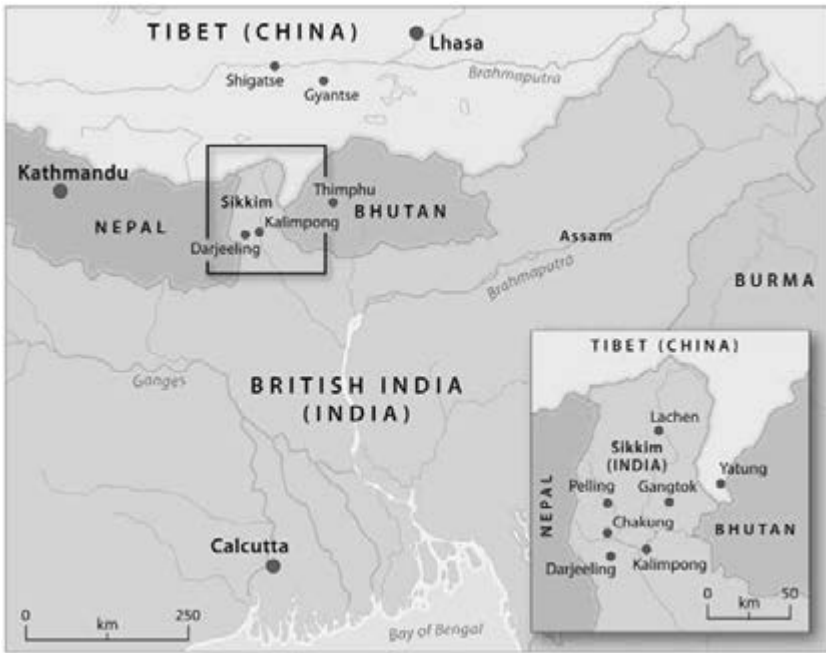 TIBET (CHINA)
Lhasa
Shigatse
Brahmaputra
Gyantse
Kathmandu
Sikkim
Thimphu
NEPAL
Kalimpong
BHUTAN
Darjeeling
Assam
Brahmaputra
BURMA
Ganges
BRITISH INDIA
(INDIA)
Calcutta
0 250
km
Bay of Bengal
TIBET (CHINA)
Lachen
Sikkim
(INDIA)
Yatung
Pelling
Gangtok
NEPAL
Chakung
BHUTAN
Darjeeling
Kalimpong
0 50
km